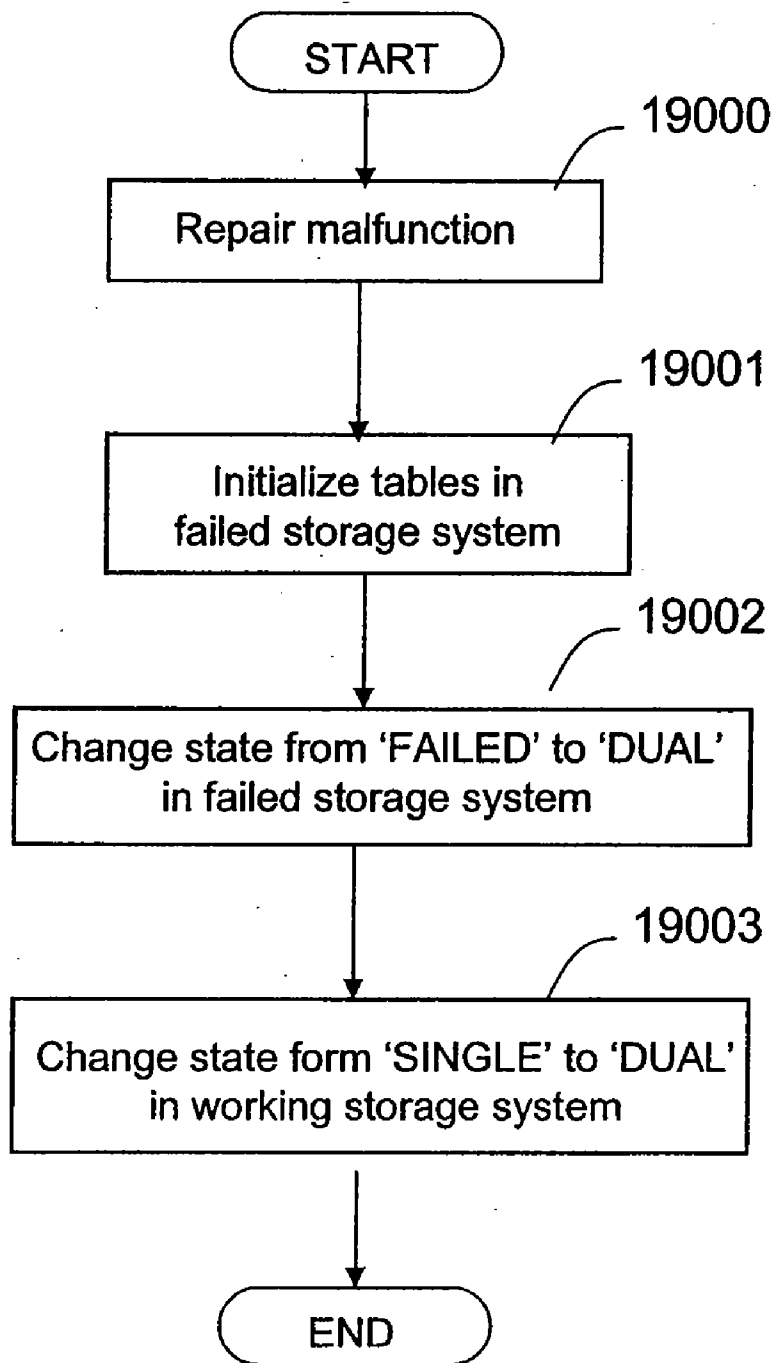 START
19000
Repair malfunction
19001
Initialize tables in
failed storage system
19002
Change state from ‘FAILED’ to ‘DUAL’
in failed storage system
19003
Change state form ‘SINGLE’ to ‘DUAL’
in working storage system
END